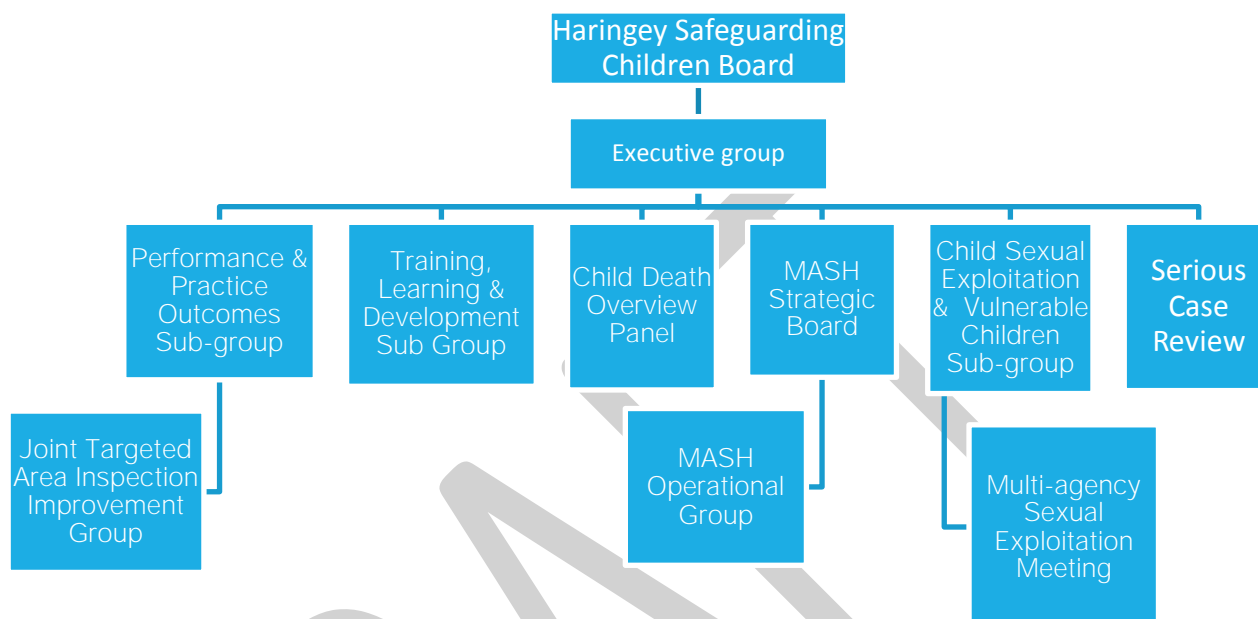 Haringey Safeguarding
Children Board
Executive group
Performance &
Practice
Outcomes
Sub-group
Training,
Learning &
Development
Sub Group
Child Death
Overview
Panel
MASH
Strategic
Board
Child Sexual
Exploitation
& Vulnerable
Children
Sub-group
Serious
Case
Review
Joint Targeted
Area Inspection
Improvement
Group
MASH
Operational
Group
Multi-agency
Sexual
Exploitation
Meeting